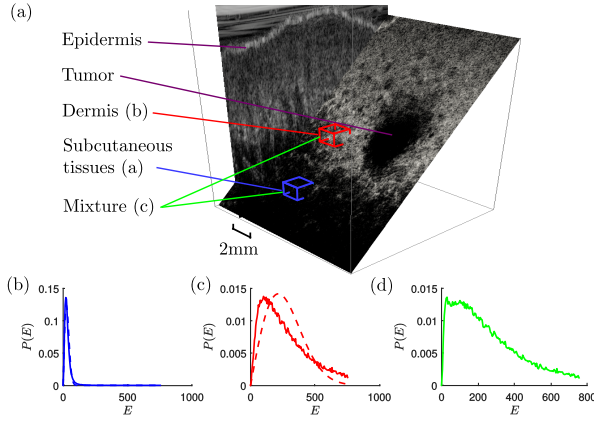 (a)
Epidermis
Tumor
Dermis (b)
Subcutaneous
tissues (a)
Mixture (c)
2mm
(b)
0.15
0.1
0.05
0
P(E)
0
500
1000
E
(c)
0.015
0.01
0.005
0
P(E)
0
500
1000
E
(d)
0.015
0.01
0.005
0
P(E)
0
200
400
600
800
E